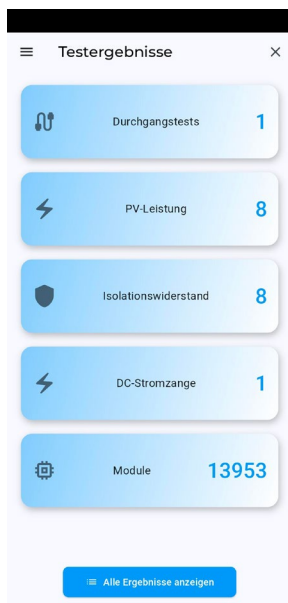 Testergebnisse
Durchgangstests 1
PV-Leistung 8
Isolationswiderstand 8
DC-Stromzange 1
Module 13953
Alle Ergebnisse anzeigen